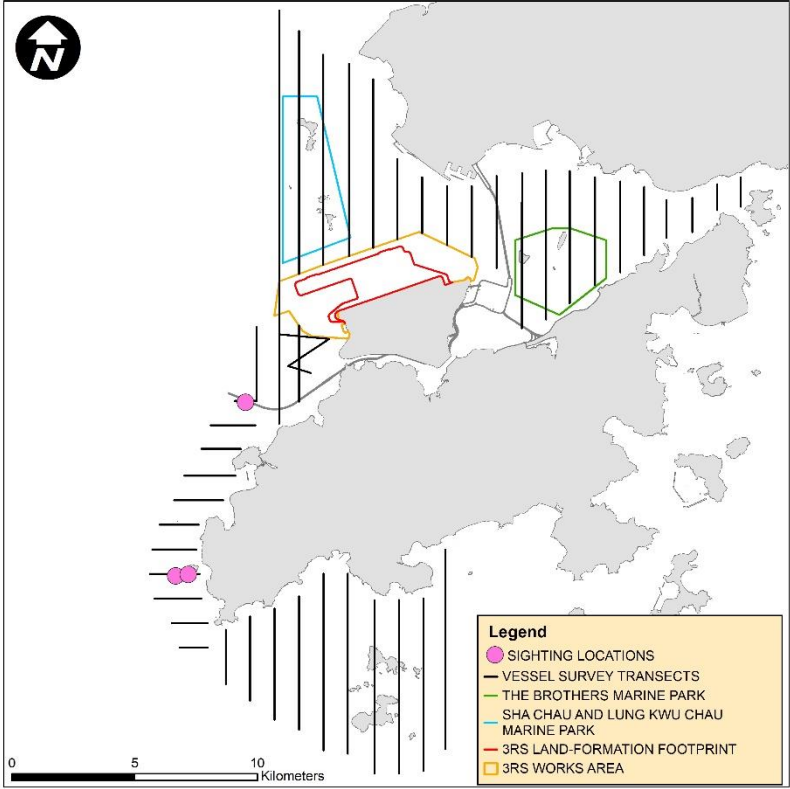 N
Legend
SIGHTING LOCATIONS
VESSEL SURVEY TRANSECTS
THE BROTHERS MARINE PARK
SHA CHAU AND LUNG KWU CHAU
MARINE PARK
3RS LAND-FORMATION FOOTPRINT
3RS WORKS AREA
0 5 10
Kilometers